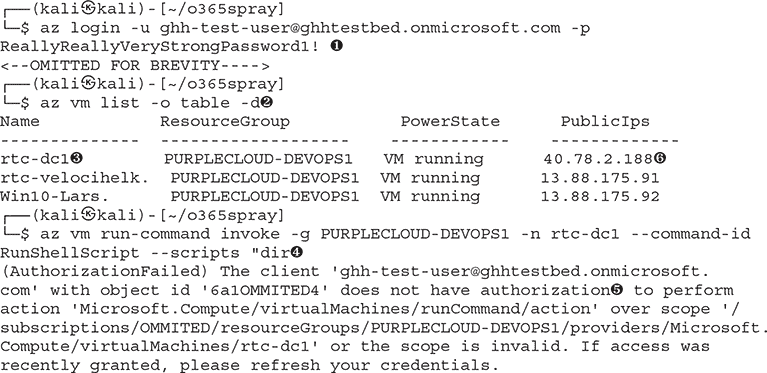 ┌──(kali㉿kali)-[~/o365spray]
└─$ az login -u ghh-test-user@ghhtestbed.onmicrosoft.com -p
ReallyReallyVeryStrongPassword1! ❶
<--OMITTED FOR BREVITY---->
┌──(kali㉿kali)-[~/o365spray]
└─$ az vm list -o table -d❷
Name ResourceGroup PowerState PublicIps
-------------- ------------------- ------------ -------------
rtc-dc1❸ PURPLECLOUD-DEVOPS1 VM running 40.78.2.188❻
rtc-velocihelk. PURPLECLOUD-DEVOPS1 VM running 13.88.175.91
Win10-Lars. PURPLECLOUD-DEVOPS1 VM running 13.88.175.92
┌──(kali㉿kali)-[~/o365spray]
└─$ az vm run-command invoke -g PURPLECLOUD-DEVOPS1 -n rtc-dc1 --command-id
RunShellScript --scripts "dir❹
(AuthorizationFailed) The client 'ghh-test-user@ghhtestbed.onmicrosoft.
com' with object id '6a1OMMITED4' does not have authorization❺ to perform
action 'Microsoft.Compute/virtualMachines/runCommand/action' over scope '/
subscriptions/OMMITED/resourceGroups/PURPLECLOUD-DEVOPS1/providers/Microsoft.
Compute/virtualMachines/rtc-dc1' or the scope is invalid. If access was
recently granted, please refresh your credentials.